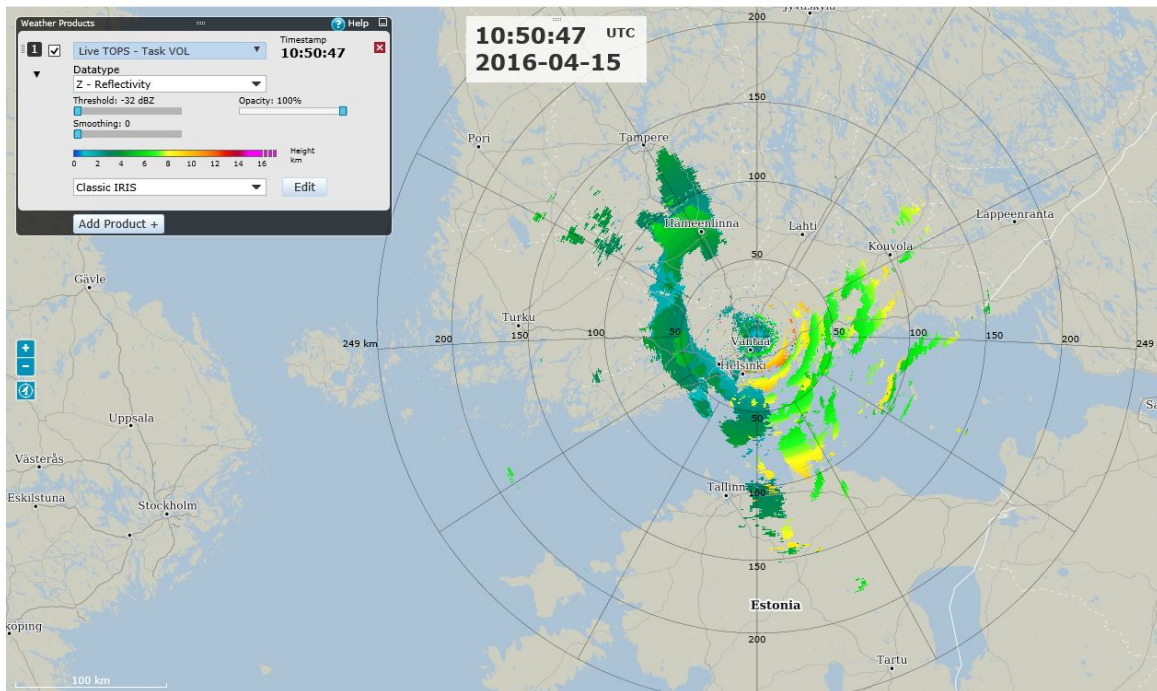 Weather Products
? Help
1
Live TOPS - Task VOL
Timestamp
10:50:47
Datatype
Z - Reflectivity
Threshold: -32 dBZ
Opacity: 100%
Smoothing: 0
0 2 4 6 8 10 12 14 16
Height
km
Classic IRIS
Edit
Add Product +
10:50:47 UTC
2016-04-15
200
150
100
50
Jyväskylä
Pori
Tampere
Hämeenlinna
Lahti
Lappeenranta
Kouvola
Gävle
Turku
249 km
200
150
100
50
Vantaa
50
100
150
200
249
Helsinki
Uppsala
Sa
50
Västerås
Eskilstuna
Stockholm
Tallinn
100
150
Estonia
köping
200
Tartu
100 km
+
−